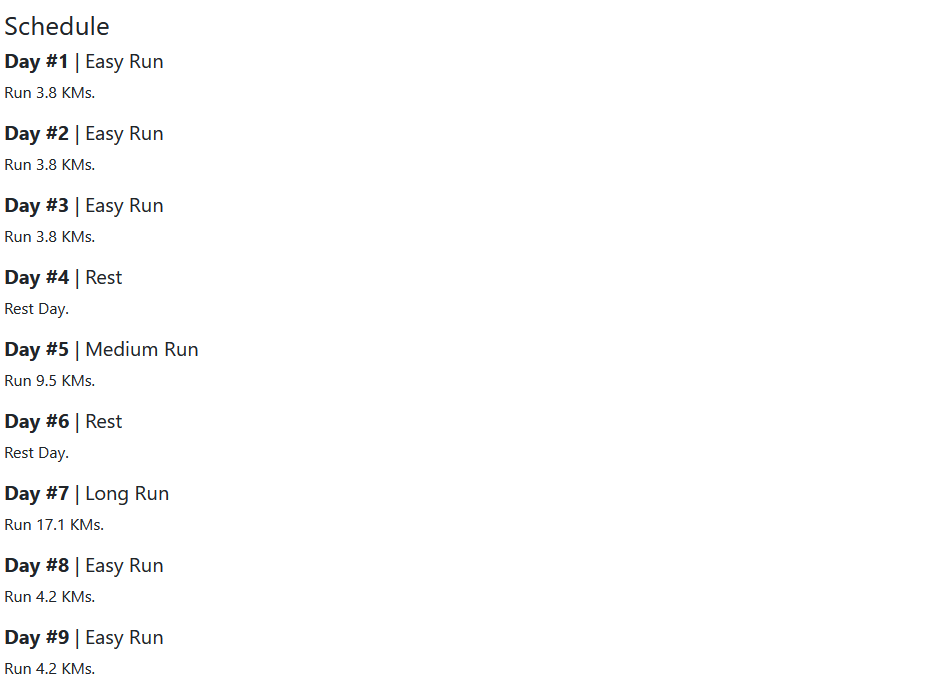 Schedule
Day #1 | Easy Run
Run 3.8 KMs.
Day #2 | Easy Run
Run 3.8 KMs.
Day #3 | Easy Run
Run 3.8 KMs.
Day #4 | Rest
Rest Day.
Day #5 | Medium Run
Run 9.5 KMs.
Day #6 | Rest
Rest Day.
Day #7 | Long Run
Run 17.1 KMs.
Day #8 | Easy Run
Run 4.2 KMs.
Day #9 | Easy Run
Run 4.2 KMs.